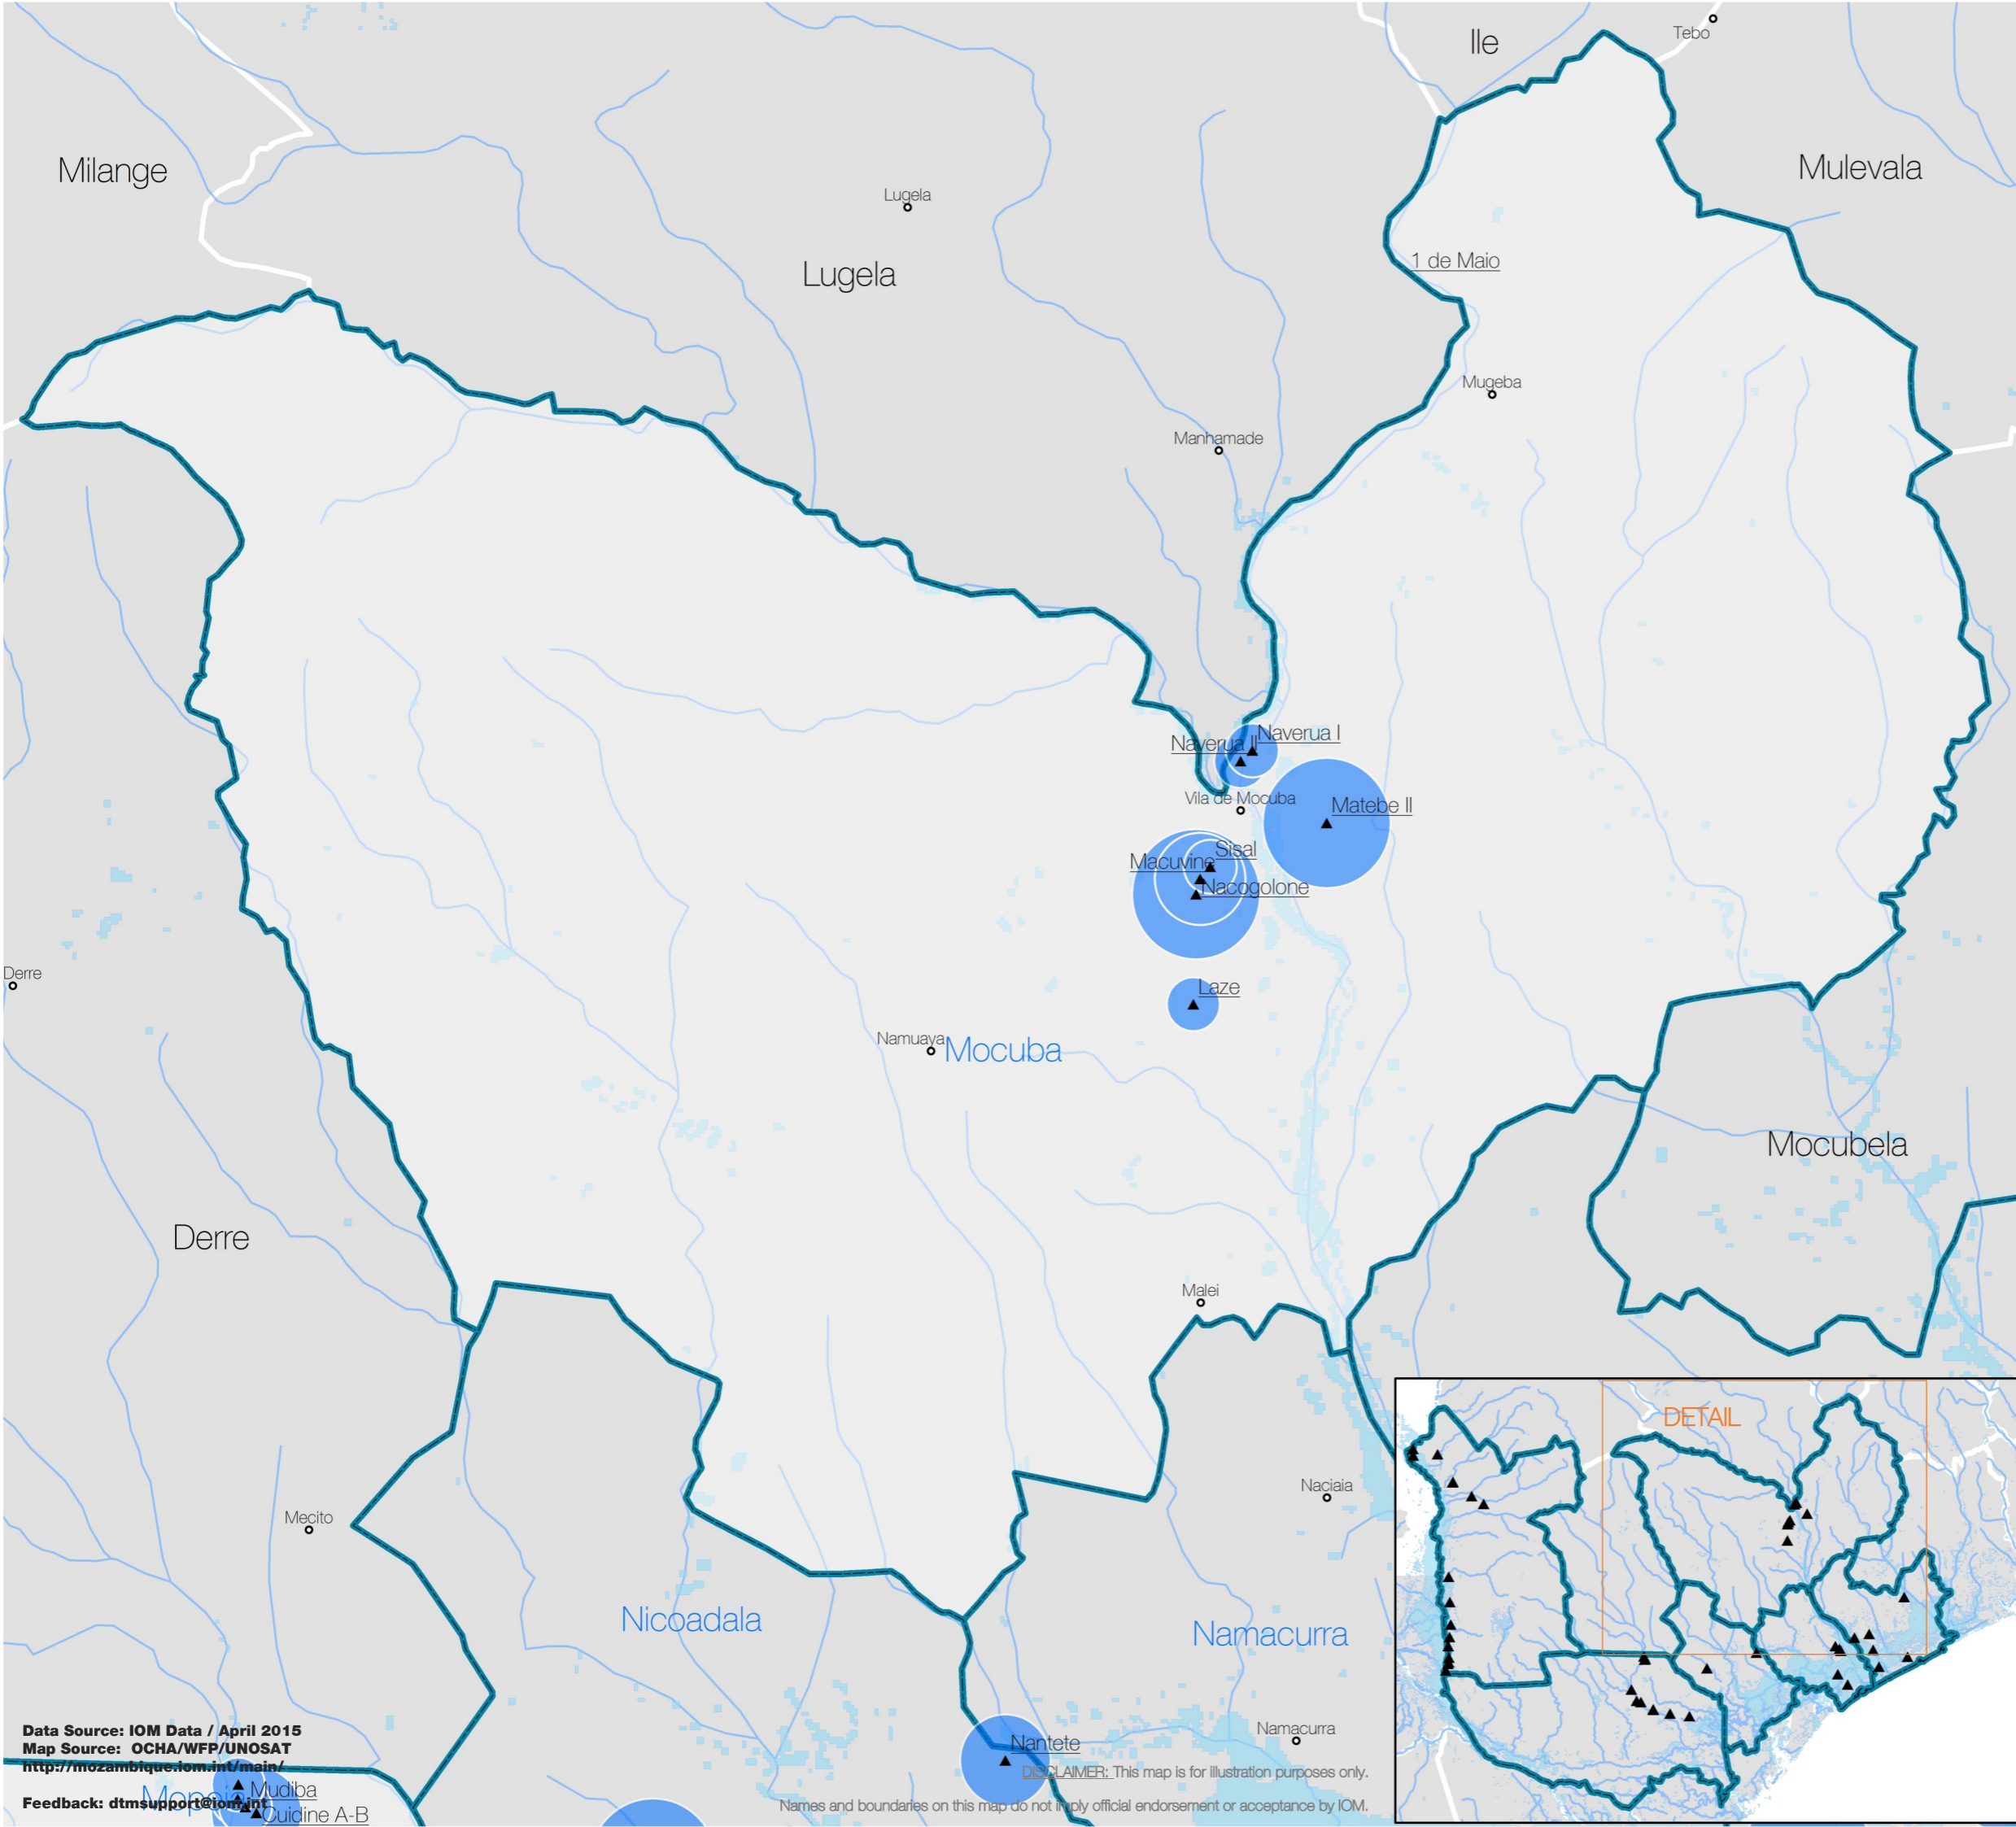 Ile
Tebo
Milange
Mulevala
Lugela
Lugela
1 de Maio
Mugeba
Manhamade
Naverua I
Naverua II
Vila de Mocuba
Matebe II
Sisal
Macuvine
Nacogolone
Derre
Laze
Namuaya
Mocuba
Mocubela
Derre
Malei
DETAIL
Naciaia
Mecito
Nicoadala
Namacurra
Namacurra
Nantete
Data Source: IOM Data / April 2015
Map Source: OCHA/WFP/UNOSAT
http://mozambique.iom.int/main/
Mudiba
Feedback: dtmsupport@iom.int
Cuidine A-B
DISCLAIMER: This map is for illustration purposes only.
Names and boundaries on this map do not imply official endorsement or acceptance by IOM.